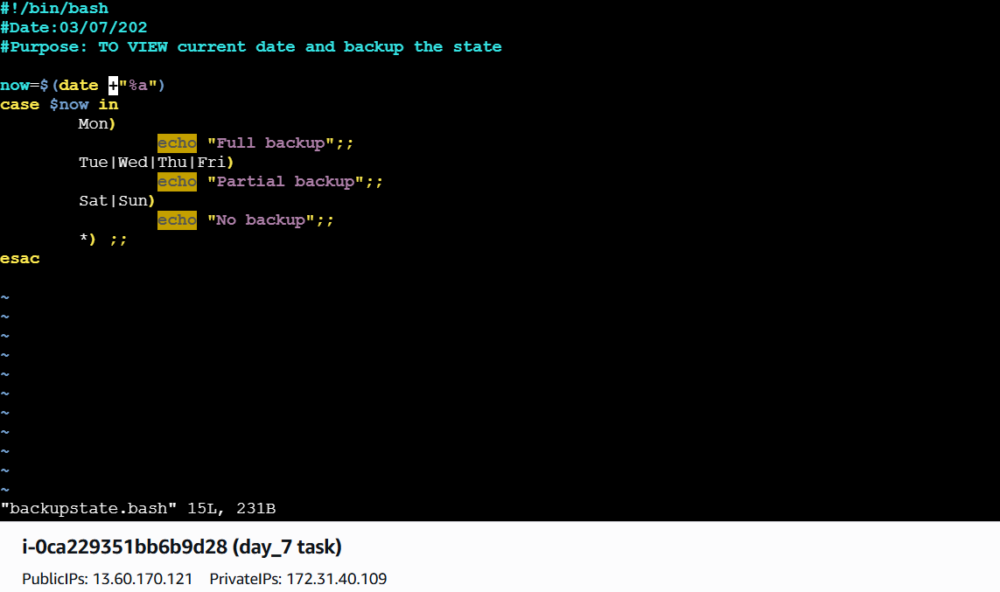 #!/bin/bash
#Date:03/07/202
#Purpose: TO VIEW current date and backup the state
now=$(date +"%a")
case $now in
Mon)
echo "Full backup";;
Tue|Wed|Thu|Fri)
echo "Partial backup";;
Sat|Sun)
echo "No backup";;
*) ;;
esac
~
~
~
~
~
~
~
~
~
~
~
"backupstate.bash" 15L, 231B
i-0ca229351bb6b9d28 (day_7 task)
PublicIPs: 13.60.170.121 PrivateIPs: 172.31.40.109